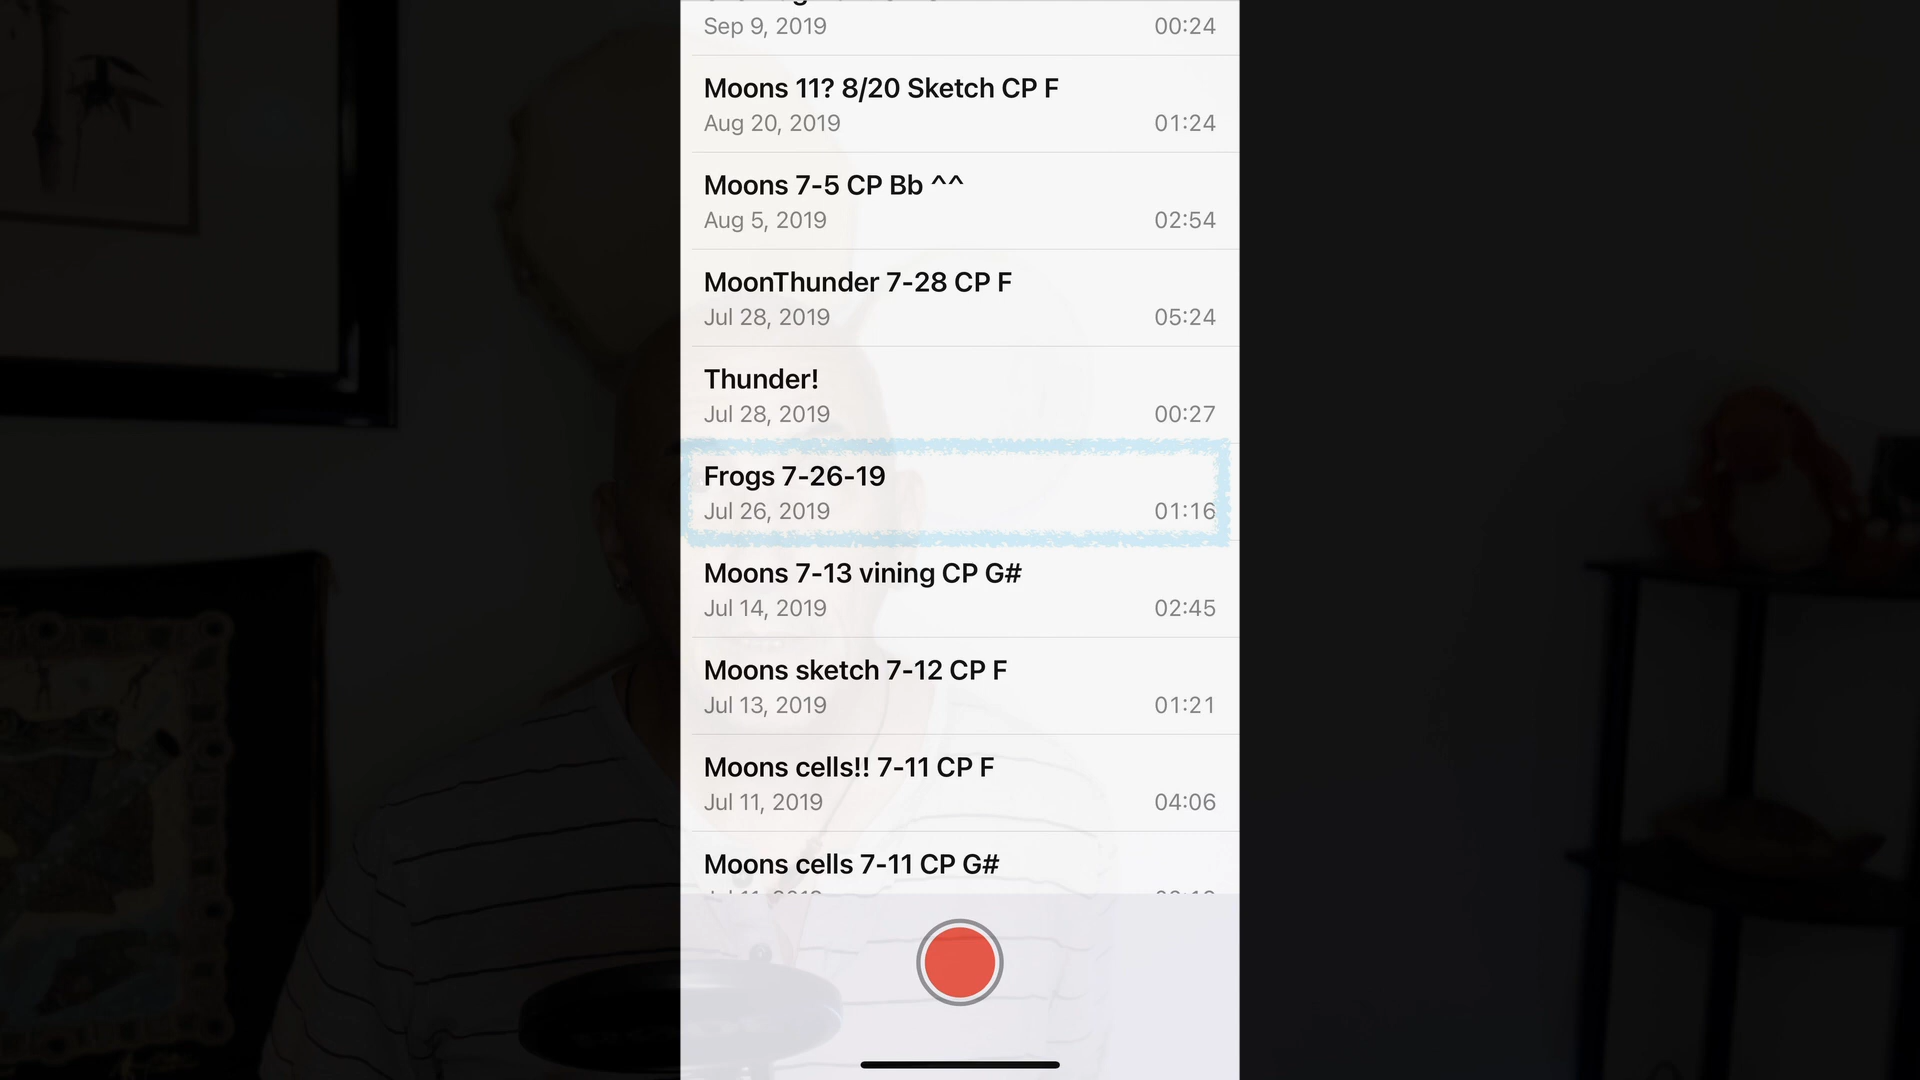 Sep 9, 2019 00:24
Moons 11? 8/20 Sketch CP F
Aug 20, 2019 01:24
Moons 7-5 CP Bb ^^
Aug 5, 2019 02:54
MoonThunder 7-28 CP F
Jul 28, 2019 05:24
Thunder!
Jul 28, 2019 00:27
Frogs 7-26-19
Jul 26, 2019 01:16
Moons 7-13 vining CP G#
Jul 14, 2019 02:45
Moons sketch 7-12 CP F
Jul 13, 2019 01:21
Moons cells!! 7-11 CP F
Jul 11, 2019 04:06
Moons cells 7-11 CP G#